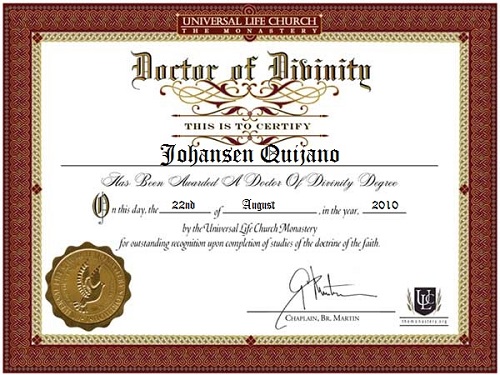 UNIVERSAL LIFE CHURCH
THE MONASTERY
Doctor of Divinity
THIS IS TO CERTIFY
Johansen Quijano
Has Been Awarded A Doctor Of Divinity Degree
On this day, the 22nd of August, in the year, 2010
by the Universal Life Church Monastery
for outstanding recognition upon completion of studies of the doctrine of the faith.
CHAPLAIN, BR. MARTIN
ULC
themonastery.org